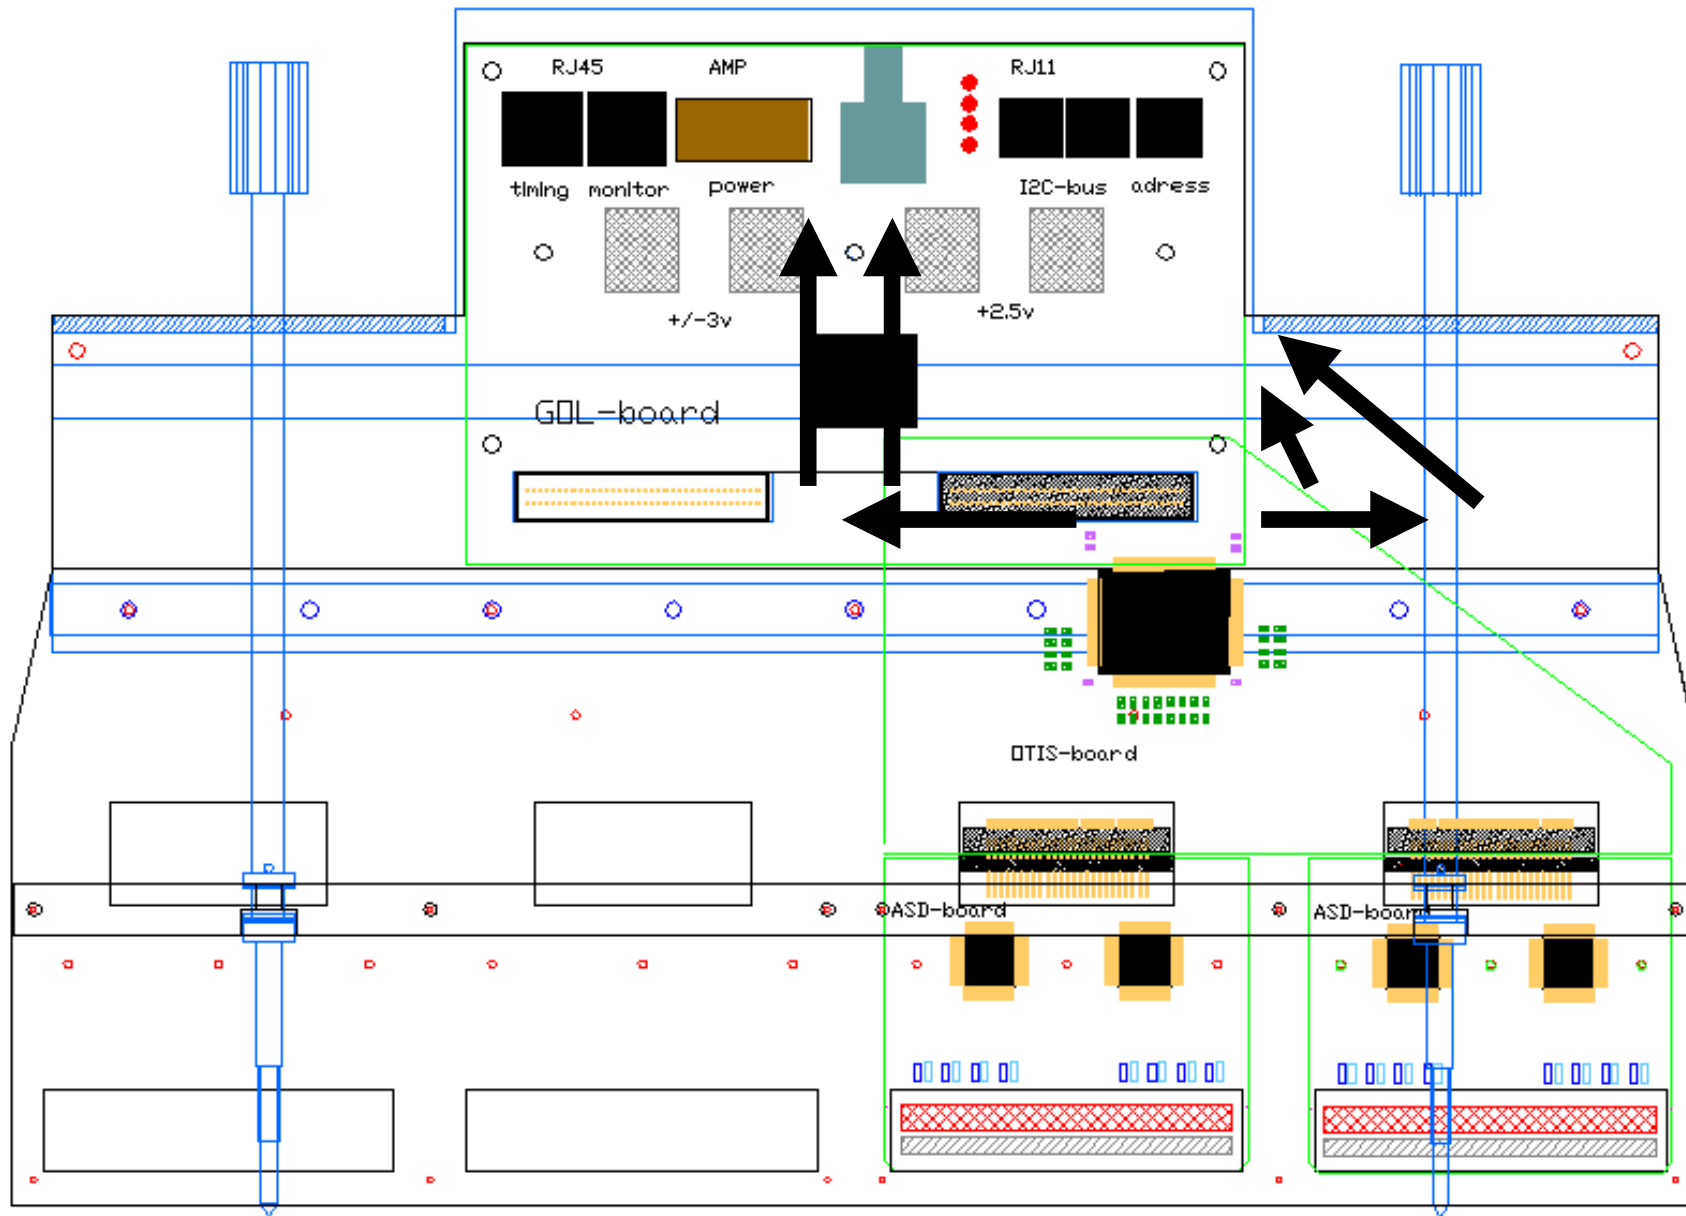 RJ45 AMP RJ11
timing monitor power I2C-bus adress
+/-3v +2.5v
GOL-board
OTIS-board
ASD-board ASD-board